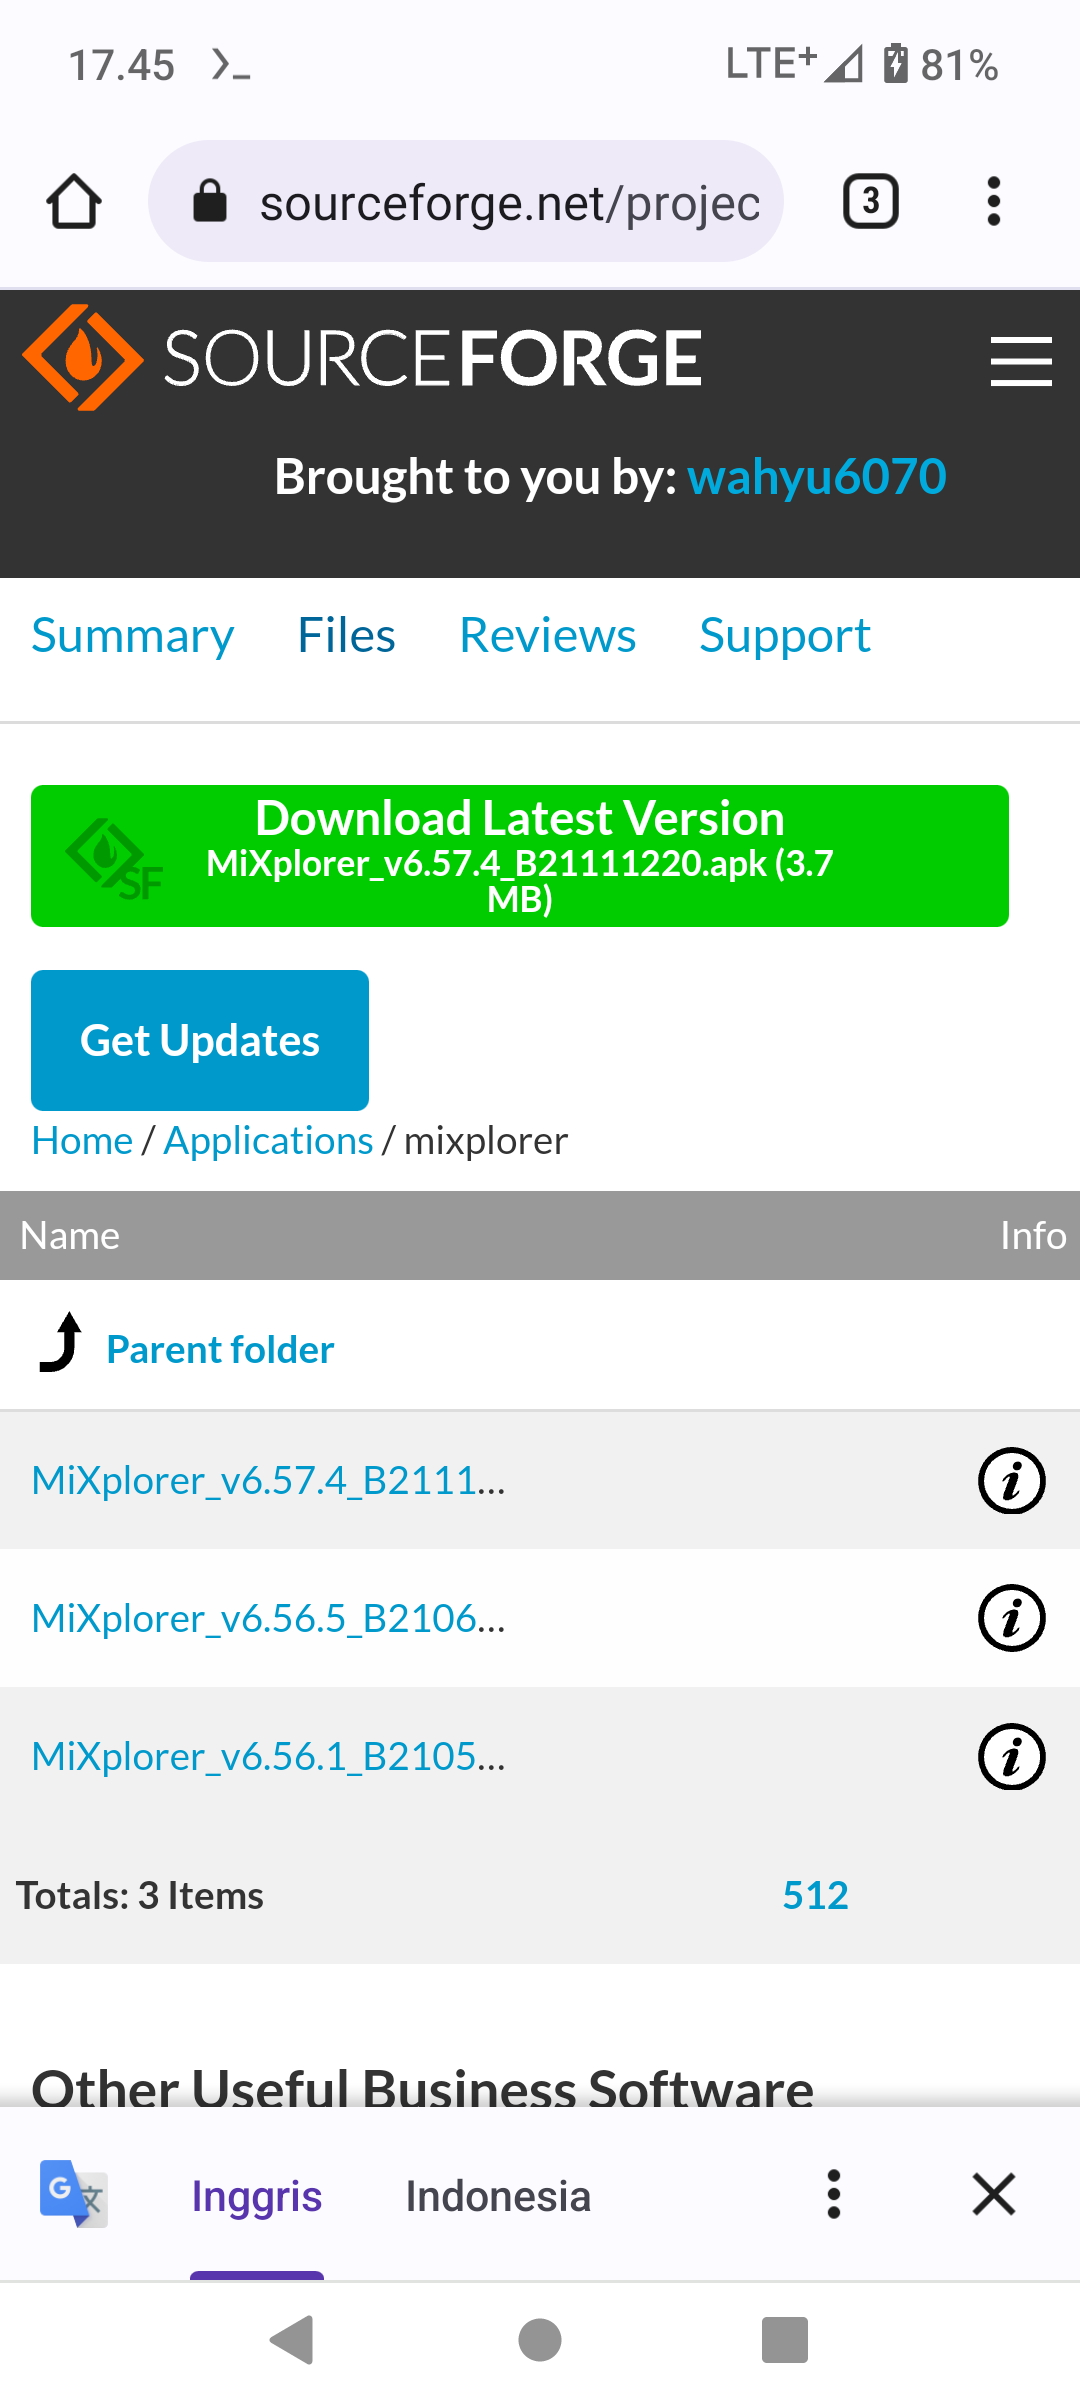 17.45 >_ LTE+ 81%
sourceforge.net/projec 3
SOURCEFORGE
Brought to you by: wahyu6070
Summary Files Reviews Support
Download Latest Version
MiXplorer_v6.57.4_B21111220.apk (3.7
MB)
SF
Get Updates
Home / Applications / mixplorer
Name Info
Parent folder
MiXplorer_v6.57.4_B2111... i
MiXplorer_v6.56.5_B2106... i
MiXplorer_v6.56.1_B2105... i
Totals: 3 Items 512
Other Useful Business Software
G 文 Inggris Indonesia